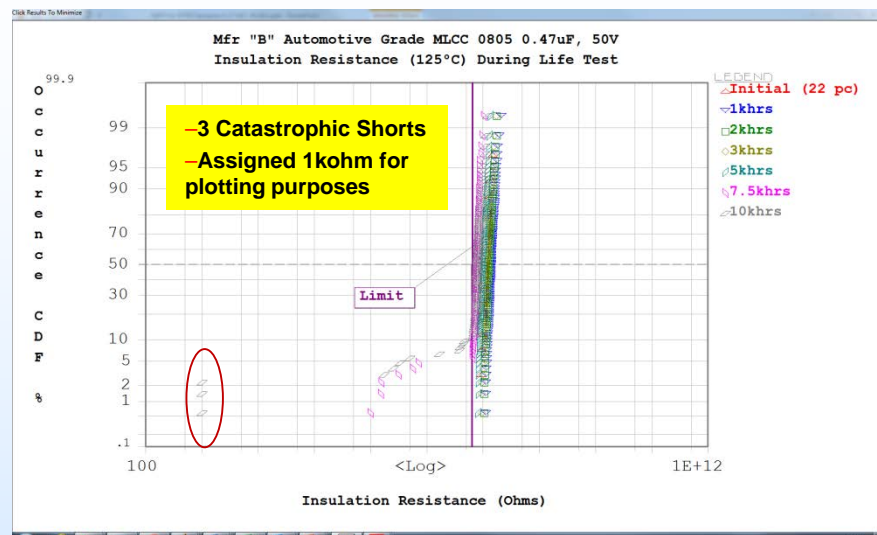 Click Results To Minimize
Mfr "B" Automotive Grade MLCC 0805 0.47uF, 50V
Insulation Resistance (125ºC) During Life Test
LEGEND
Initial (22 pc)
1khrs
2khrs
3khrs
5khrs
7.5khrs
10khrs
–3 Catastrophic Shorts
–Assigned 1kohm for
plotting purposes
Limit
Occurrence CDF %
99.9
99
95
90
70
50
30
10
5
2
1
.1
100
<Log>
1E+12
Insulation Resistance (Ohms)